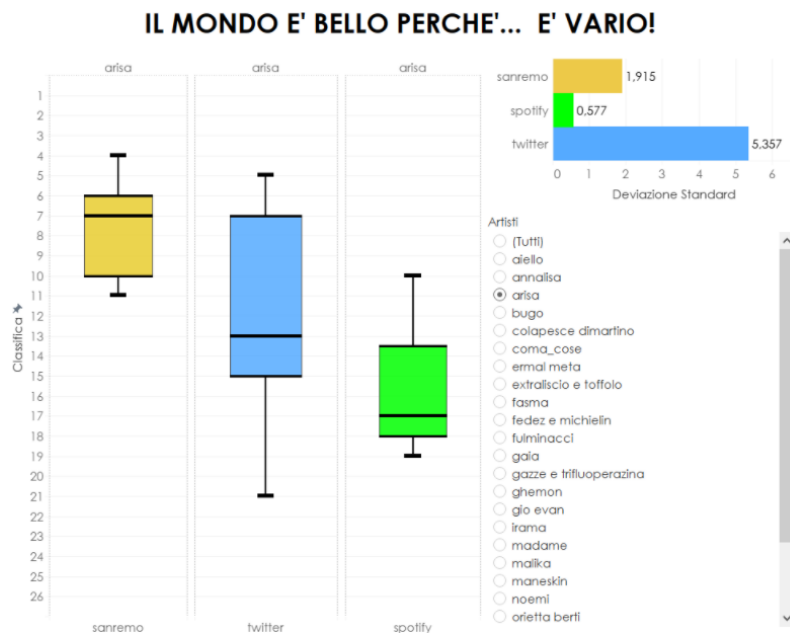 IL MONDO E' BELLO PERCHE'... E' VARIO!
arisa arisa arisa
1
2
3
4
5
6
7
8
9
10
11
12
13
14
15
16
17
18
19
20
21
22
23
24
25
26
Classifica
sanremo twitter spotify
sanremo 1,915
spotify 0,577
twitter 5,357
0 1 2 3 4 5 6
Deviazione Standard
Artisti
(Tutti)
aiello
annalisa
arisa
bugo
colapesce dimartino
coma_cose
ermal meta
extraliscio e toffolo
fasma
fedez e michielin
fulminacci
gaia
gazze e trifluoperazina
ghemon
gio evan
irama
madame
malika
maneskin
noemi
orietta berti